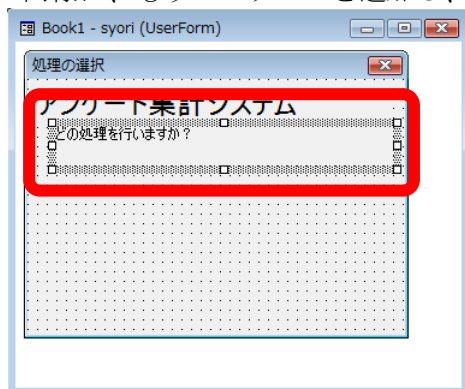 Book1 - syori (UserForm)
処理の選択
アンケート集計システム
どの処理を行いますか？